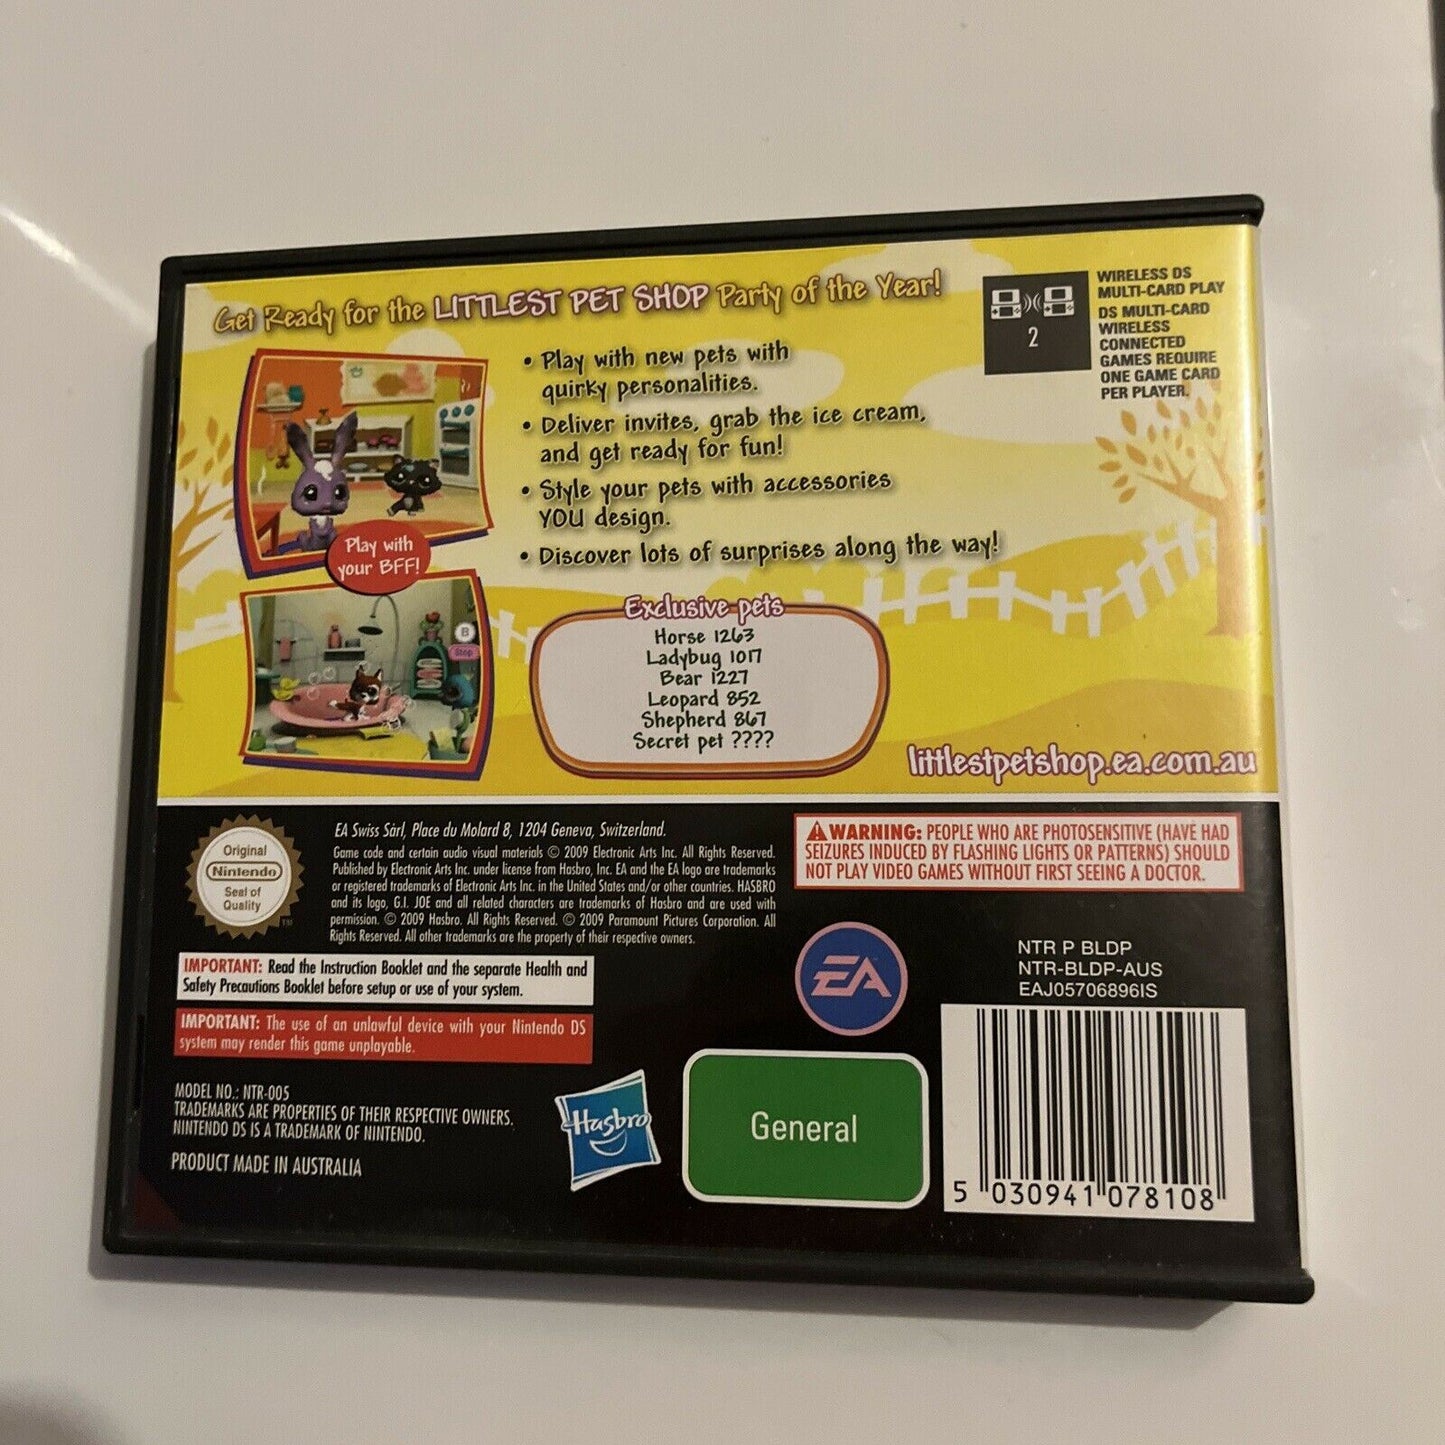 Get Ready for the LITTLEST PET SHOP Party of the Year!
• Play with new pets with
quirky personalities.
• Deliver invites, grab the ice cream,
and get ready for fun!
• Style your pets with accessories
YOU design.
• Discover lots of surprises along the way!
Play with
your BFF!
B
Stop
2
WIRELESS DS
MULTI-CARD PLAY
DS MULTI-CARD
WIRELESS
CONNECTED
GAMES REQUIRE
ONE GAME CARD
PER PLAYER.
Exclusive pets
Horse 1263
Ladybug 1017
Bear 1227
Leopard 852
Shepherd 867
Secret pet ????
littlestpetshop.ea.com.au
Original
Nintendo
Seal of
Quality
TM
EA Swiss Sàrl, Place du Molard 8, 1204 Geneva, Switzerland.
Game code and certain audio visual materials © 2009 Electronic Arts Inc. All Rights Reserved.
Published by Electronic Arts Inc. under license from Hasbro, Inc. EA and the EA logo are trademarks
or registered trademarks of Electronic Arts Inc. in the United States and/or other countries. HASBRO
and its logo, G.I. JOE and all related characters are trademarks of Hasbro and are used with
permission. © 2009 Hasbro. All Rights Reserved. © 2009 Paramount Pictures Corporation. All
Rights Reserved. All other trademarks are the property of their respective owners.
WARNING: PEOPLE WHO ARE PHOTOSENSITIVE (HAVE HAD
SEIZURES INDUCED BY FLASHING LIGHTS OR PATTERNS) SHOULD
NOT PLAY VIDEO GAMES WITHOUT FIRST SEEING A DOCTOR.
IMPORTANT: Read the Instruction Booklet and the separate Health and
Safety Precautions Booklet before setup or use of your system.
IMPORTANT: The use of an unlawful device with your Nintendo DS
system may render this game unplayable.
MODEL NO.: NTR-005
TRADEMARKS ARE PROPERTIES OF THEIR RESPECTIVE OWNERS.
NINTENDO DS IS A TRADEMARK OF NINTENDO.
PRODUCT MADE IN AUSTRALIA
Hasbro
EA
General
NTR P BLDP
NTR-BLDP-AUS
EAJ05706896IS
5 030941 078108